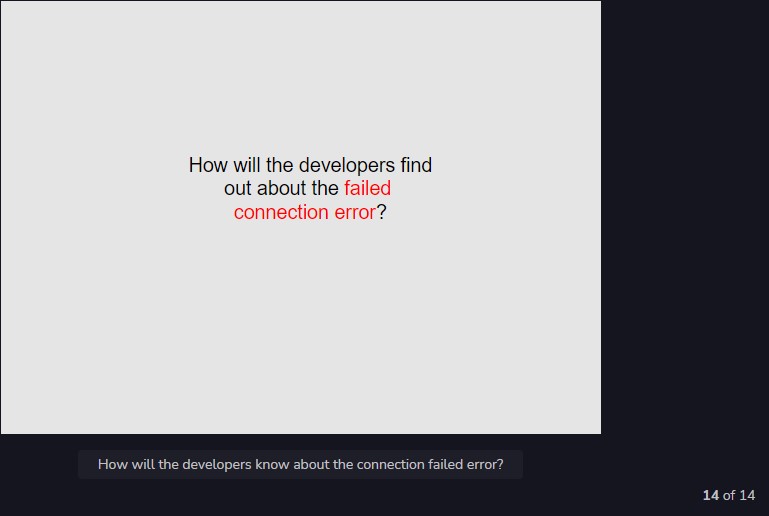 How will the developers find
out about the failed
connection error?
How will the developers know about the connection failed error?
14 of 14